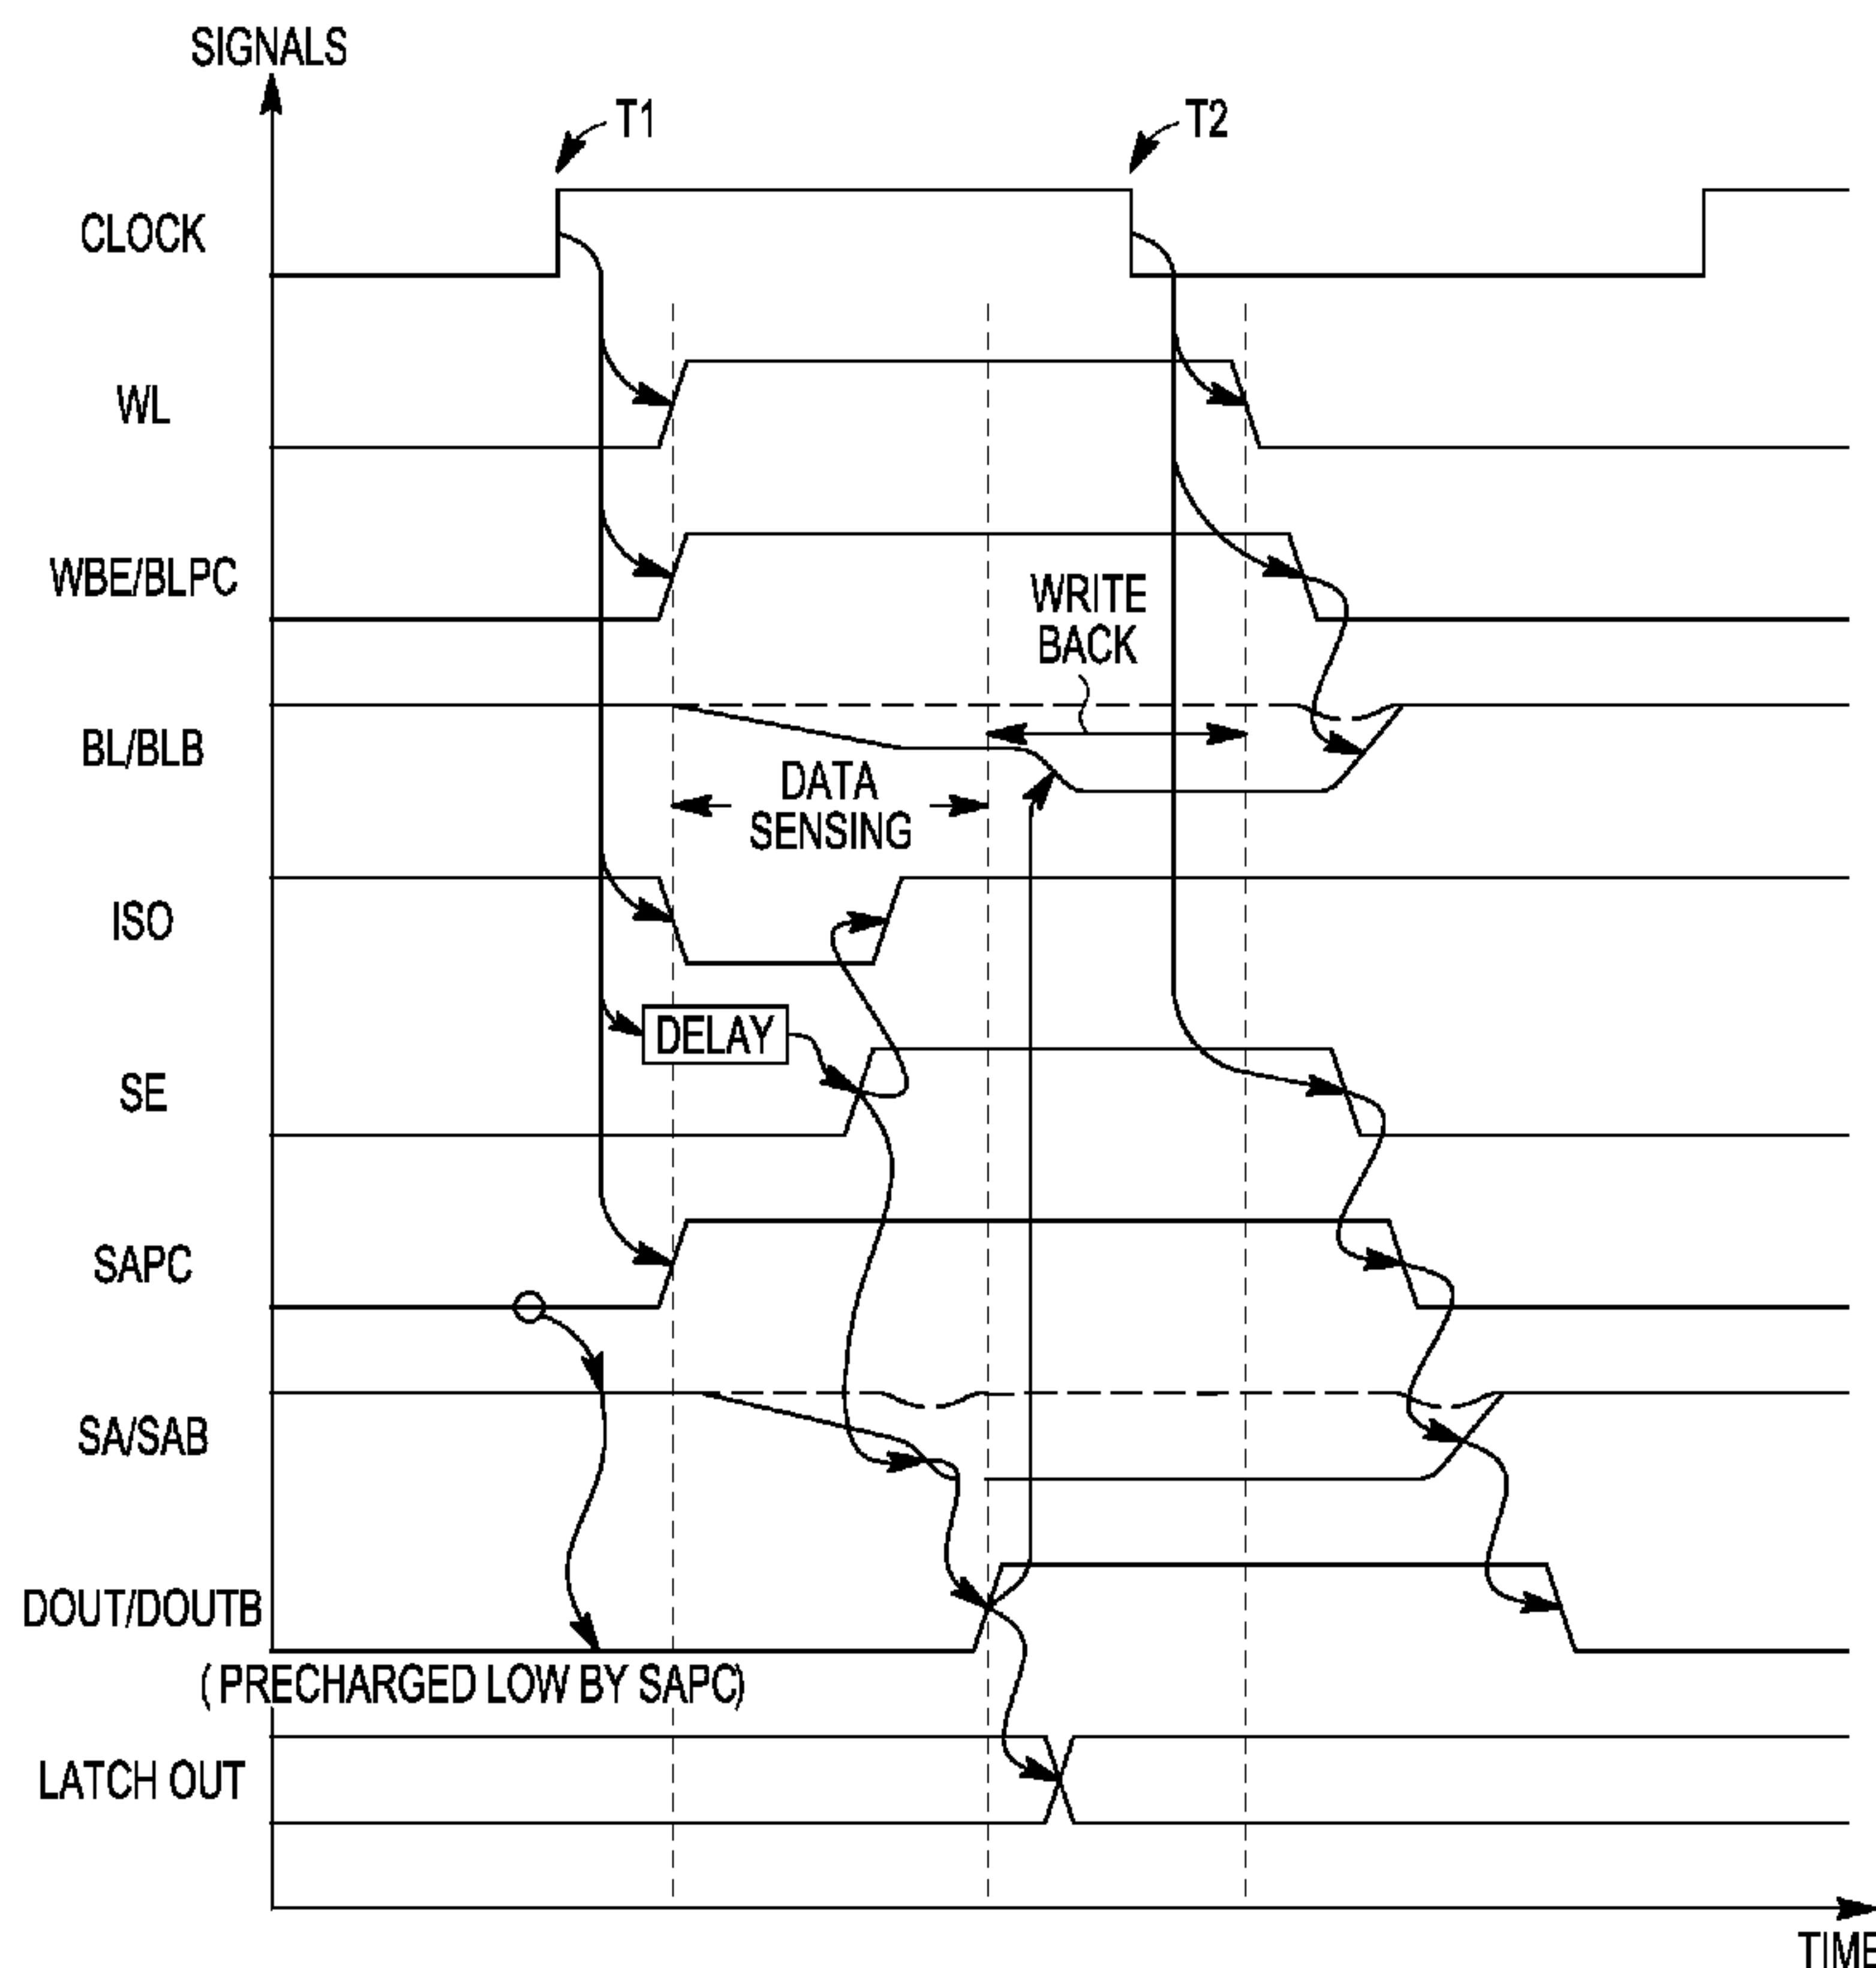 SIGNALS
T1
T2
CLOCK
WL
WBE/BLPC
WRITE
BACK
BL/BLB
DATA
SENSING
ISO
DELAY
SE
SAPC
SA/SAB
DOUT/DOUTB
( PRECHARGED LOW BY SAPC)
LATCH OUT
TIME